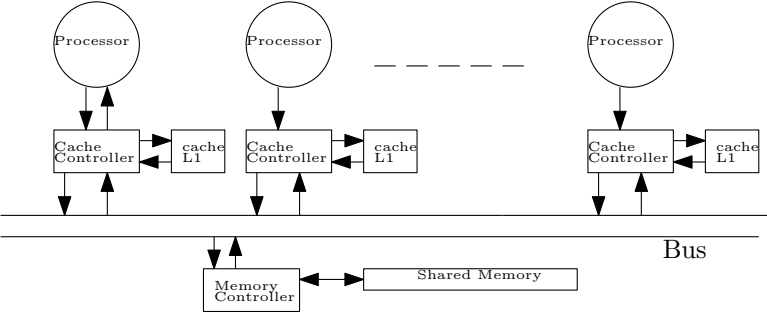 Processor
Processor
Processor
Cache
Controller
cache
L1
Cache
Controller
cache
L1
Cache
Controller
cache
L1
Bus
Memory
Controller
Shared Memory